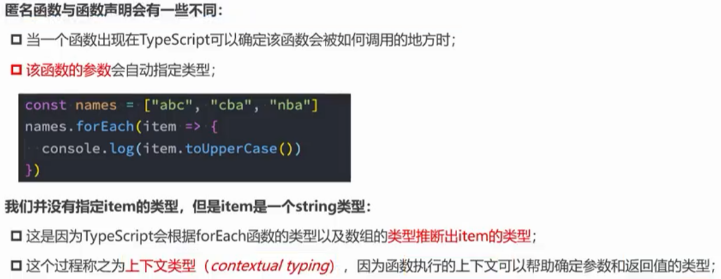 匿名函数与函数声明会有一些不同：
当一个函数出现在TypeScript可以确定该函数会被如何调用的地方时；
该函数的参数会自动指定类型；
const names = ["abc", "cba", "nba"]
names.forEach(item => {
  console.log(item.toUpperCase())
})
我们并没有指定item的类型，但是item是一个string类型：
这是因为TypeScript会根据forEach函数的类型以及数组的类型推断出item的类型；
这个过程称之为上下文类型（contextual typing），因为函数执行的上下文可以帮助确定参数和返回值的类型；